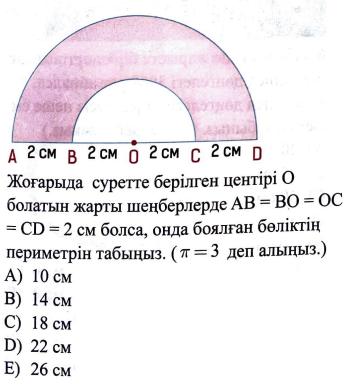 A 2 см B 2 см O 2 см C 2 см D
Жоғарыда суретте берілген центірі O
болатын жарты шеңберлерде AB = BO = OC
= CD = 2 см болса, онда боялған бөліктің
периметрін табыңыз. ( π = 3 деп алыңыз.)
A) 10 см
B) 14 см
C) 18 см
D) 22 см
E) 26 см